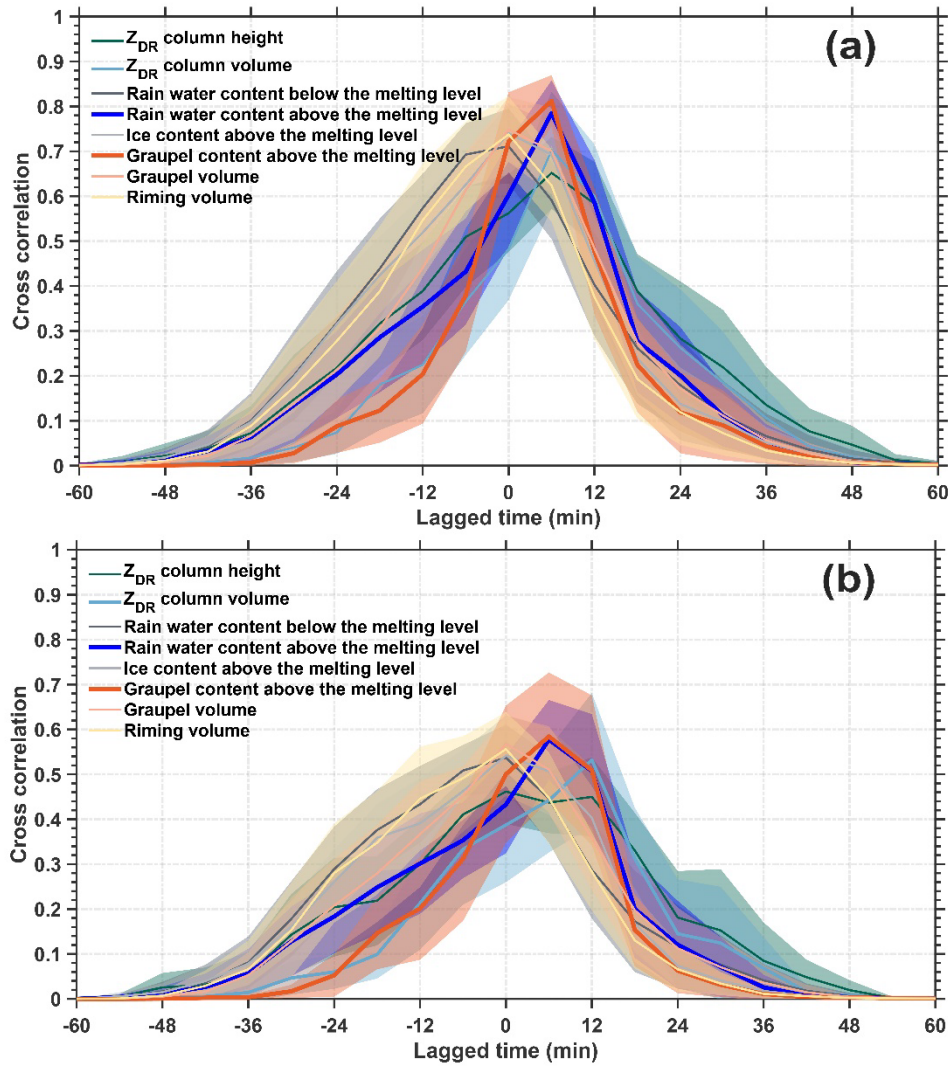 (a)
1
0.9
0.8
0.7
0.6
0.5
0.4
0.3
0.2
0.1
0
Cross correlation
Z_DR column height
Z_DR column volume
Rain water content below the melting level
Rain water content above the melting level
Ice content above the melting level
Graupel content above the melting level
Graupel volume
Riming volume
-60 -48 -36 -24 -12 0 12 24 36 48 60
Lagged time (min)
(b)
1
0.9
0.8
0.7
0.6
0.5
0.4
0.3
0.2
0.1
0
Cross correlation
Z_DR column height
Z_DR column volume
Rain water content below the melting level
Rain water content above the melting level
Ice content above the melting level
Graupel content above the melting level
Graupel volume
Riming volume
-60 -48 -36 -24 -12 0 12 24 36 48 60
Lagged time (min)